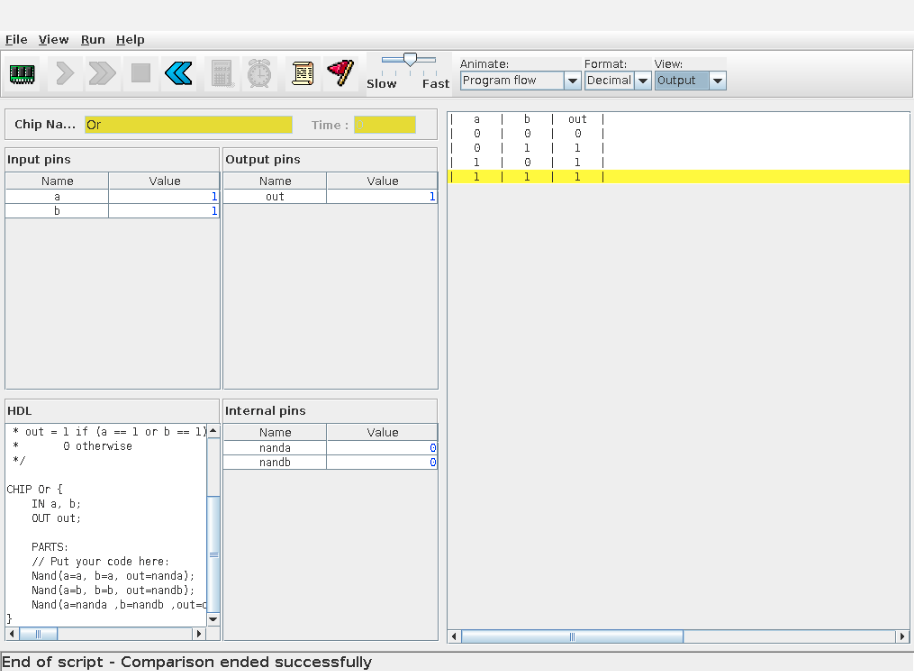 File View Run Help
Slow Fast
Animate:
Program flow
Format:
Decimal
View:
Output
Chip Na... Or Time : 0
Input pins
Name Value
a 1
b 1
Output pins
Name Value
out 1
HDL
* out = 1 if (a == 1 or b == 1)
* 0 otherwise
*/
CHIP Or {
IN a, b;
OUT out;
PARTS:
// Put your code here:
Nand(a=a, b=a, out=nanda);
Nand(a=b, b=b, out=nandb);
Nand(a=nanda ,b=nandb ,out=
}
Internal pins
Name Value
nanda 0
nandb 0
| a | b | out |
| 0 | 0 | 0 |
| 0 | 1 | 1 |
| 1 | 0 | 1 |
| 1 | 1 | 1 |
End of script - Comparison ended successfully